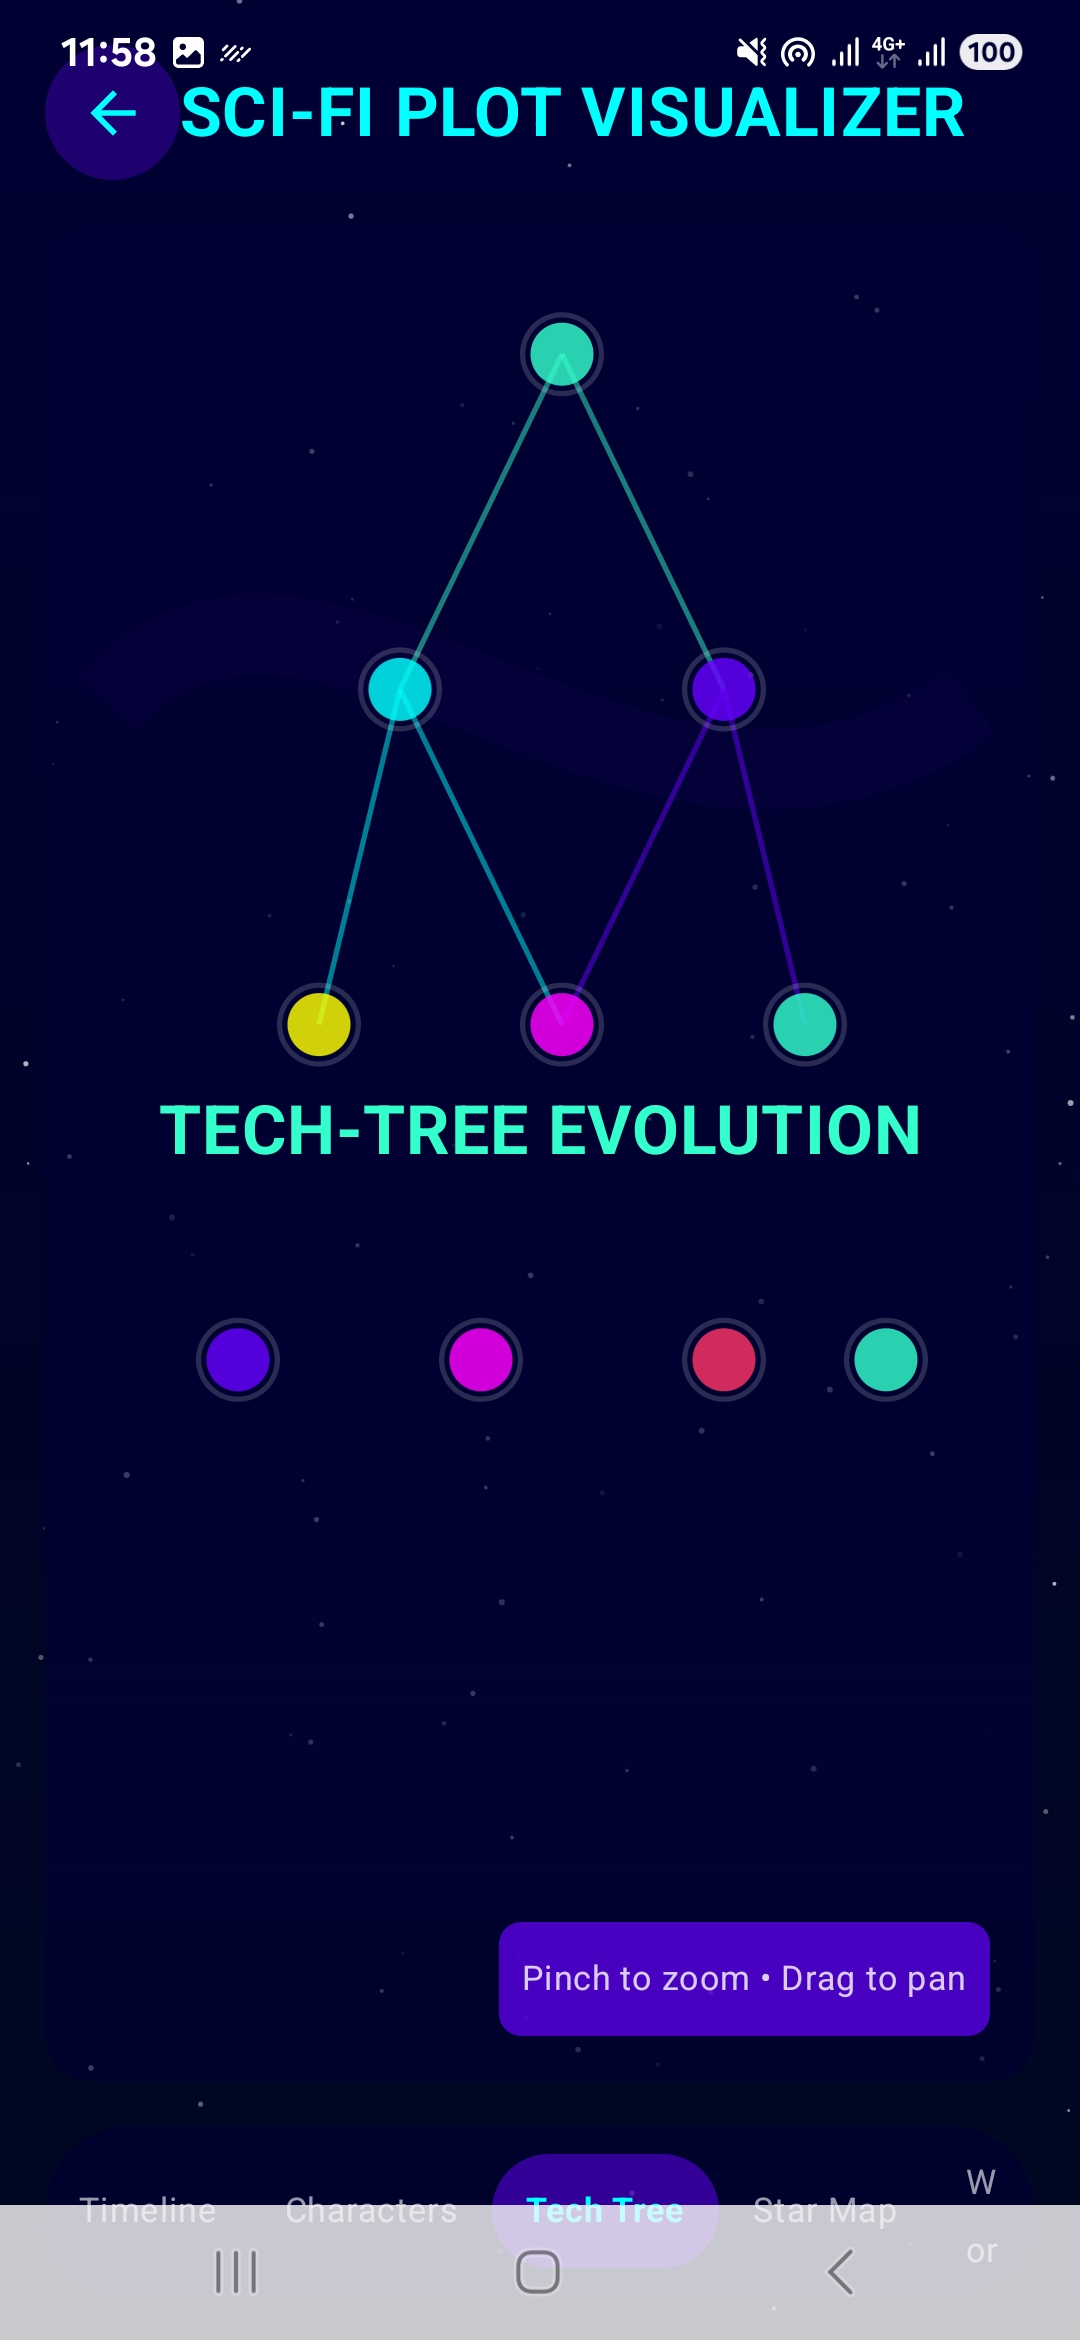 11:58
4G+
100
SCI-FI PLOT VISUALIZER
TECH-TREE EVOLUTION
Pinch to zoom • Drag to pan
Timeline
Characters
Tech Tree
Star Map
W
or